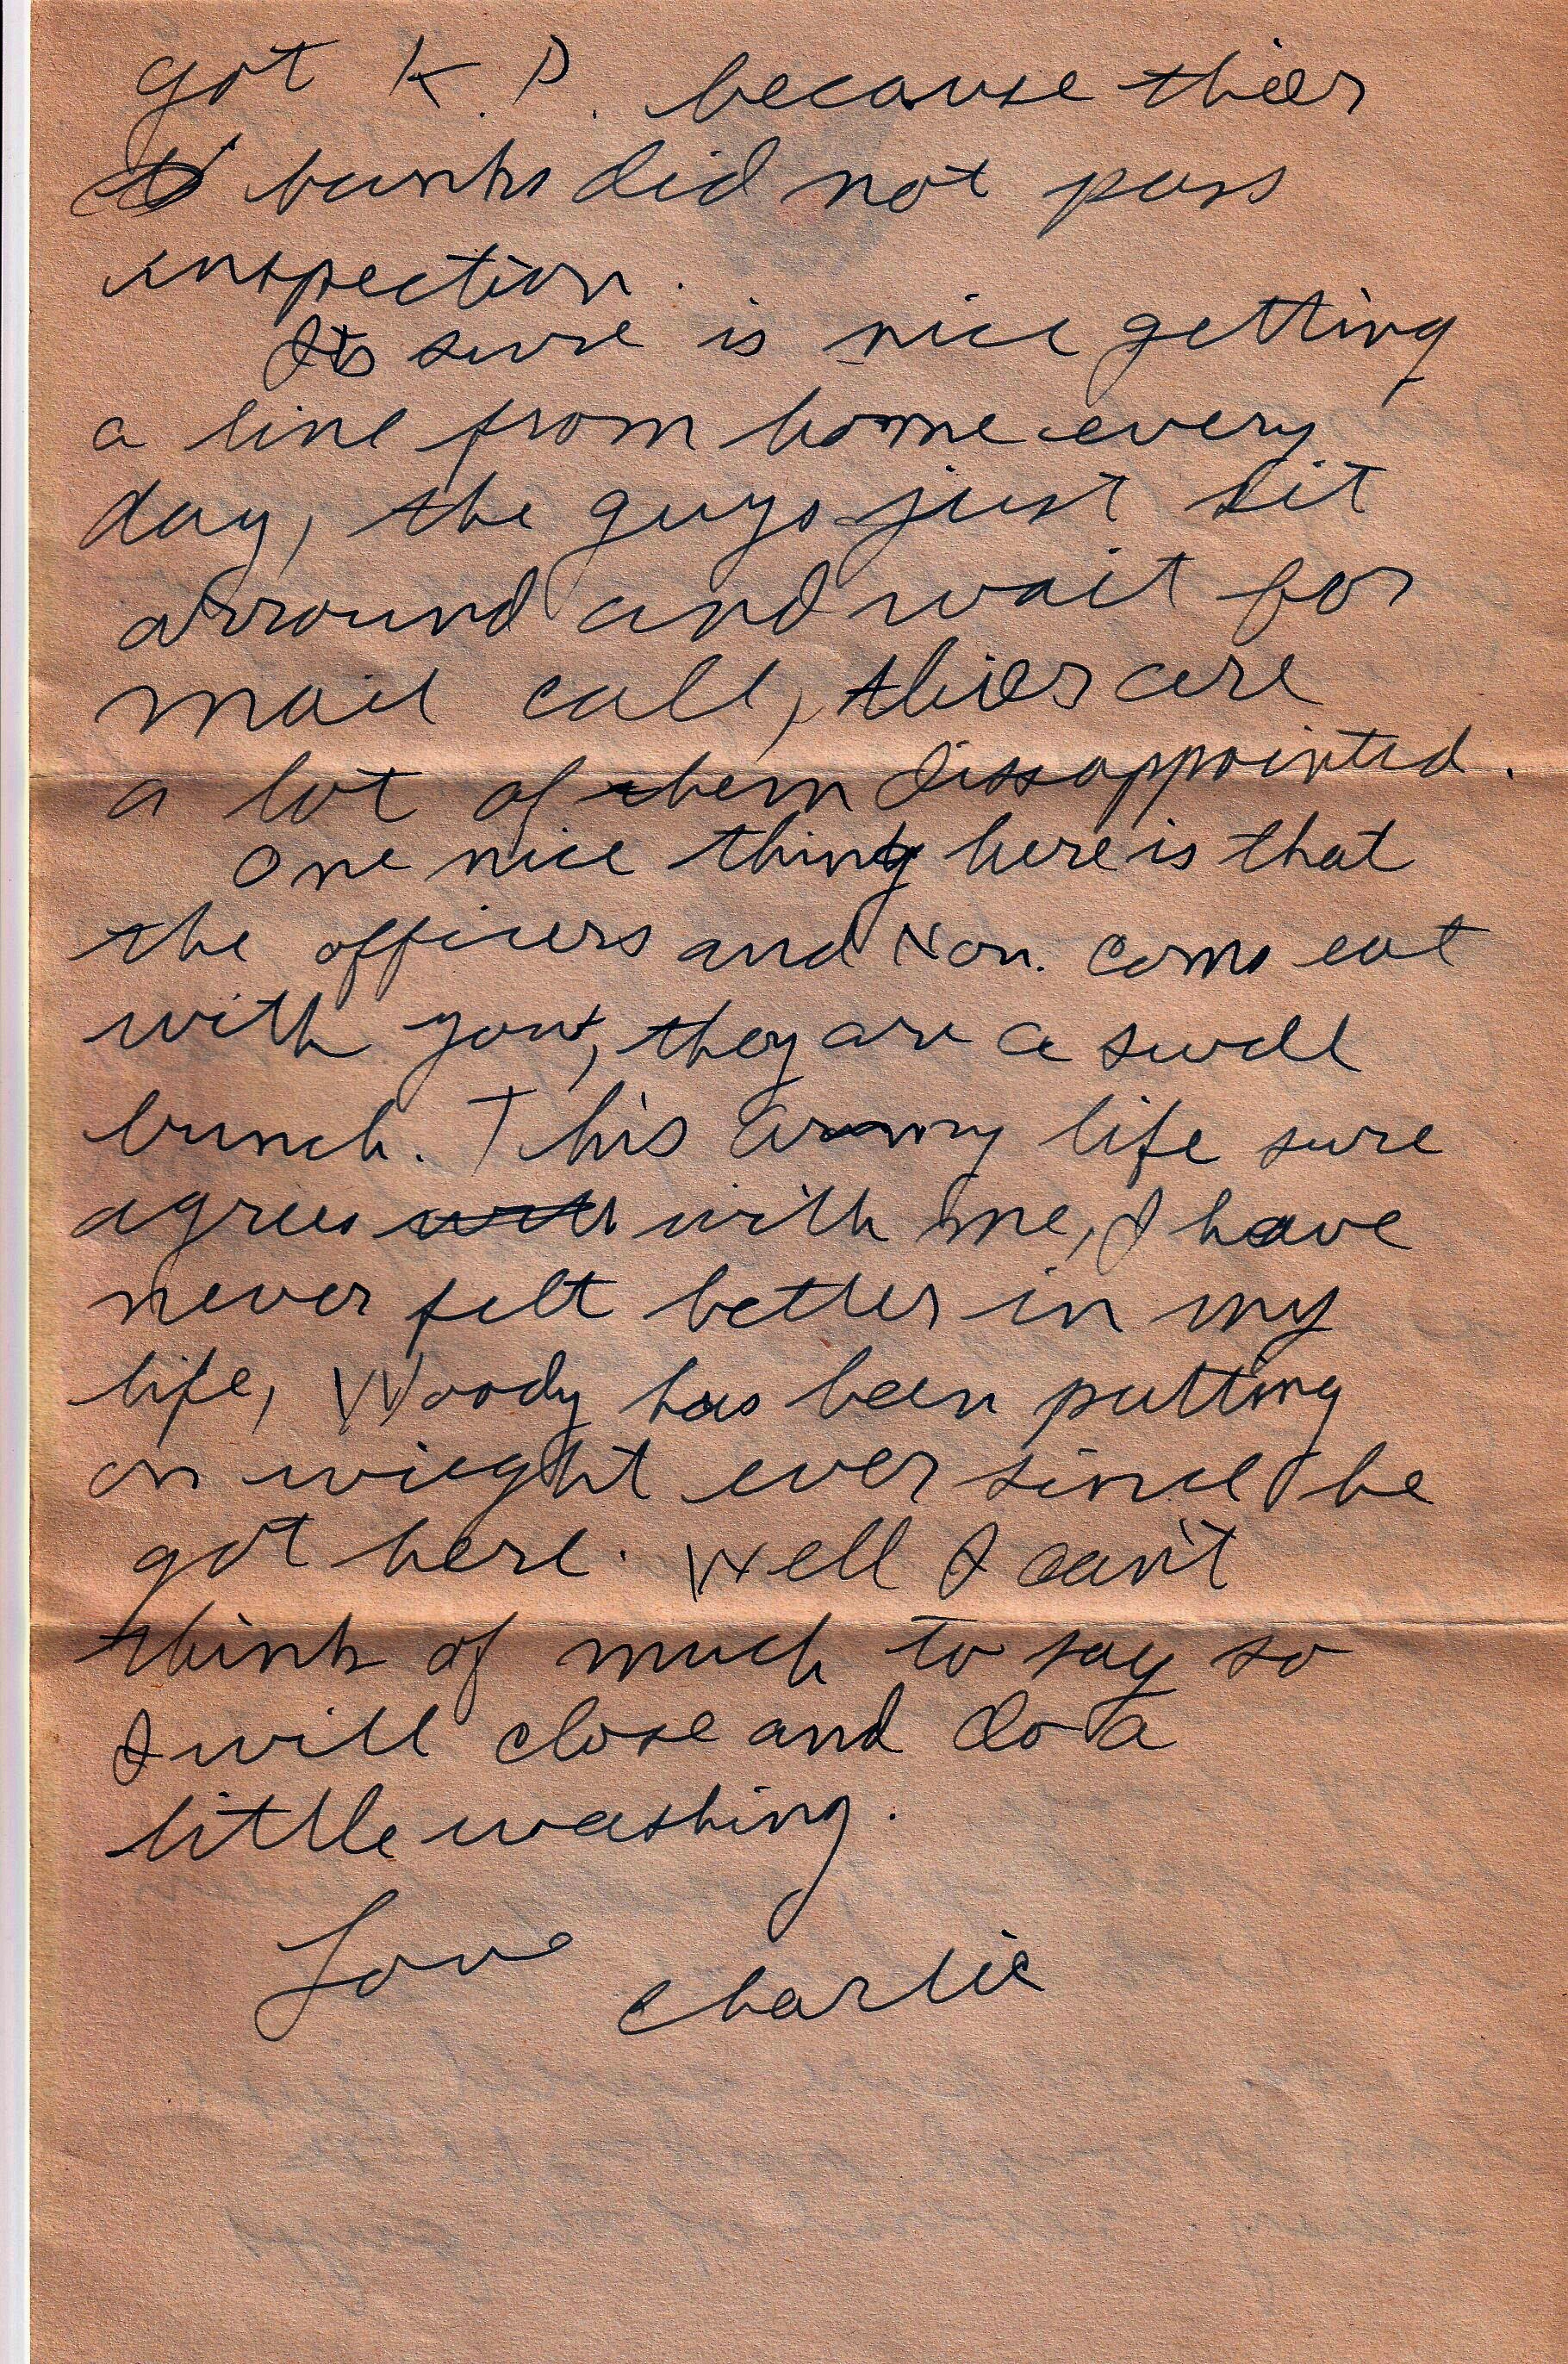 got K.P. because thier
bunks did not pass
inspection.
Its sure is nice getting
a line from home every
day, the guys just sit
arround and wait for
mail call, thier are
a lot of them dissappointed.
One nice thing here is that
the officers and Non. Coms eat
with you, they are a swell
bunch. This army life sure
agrees with with me, I have
never felt better in my
life, Woody has been putting
on wieght ever since he
got here. Well I can't
think of much to say so
I will close and do a
little washing.
Love Charlie